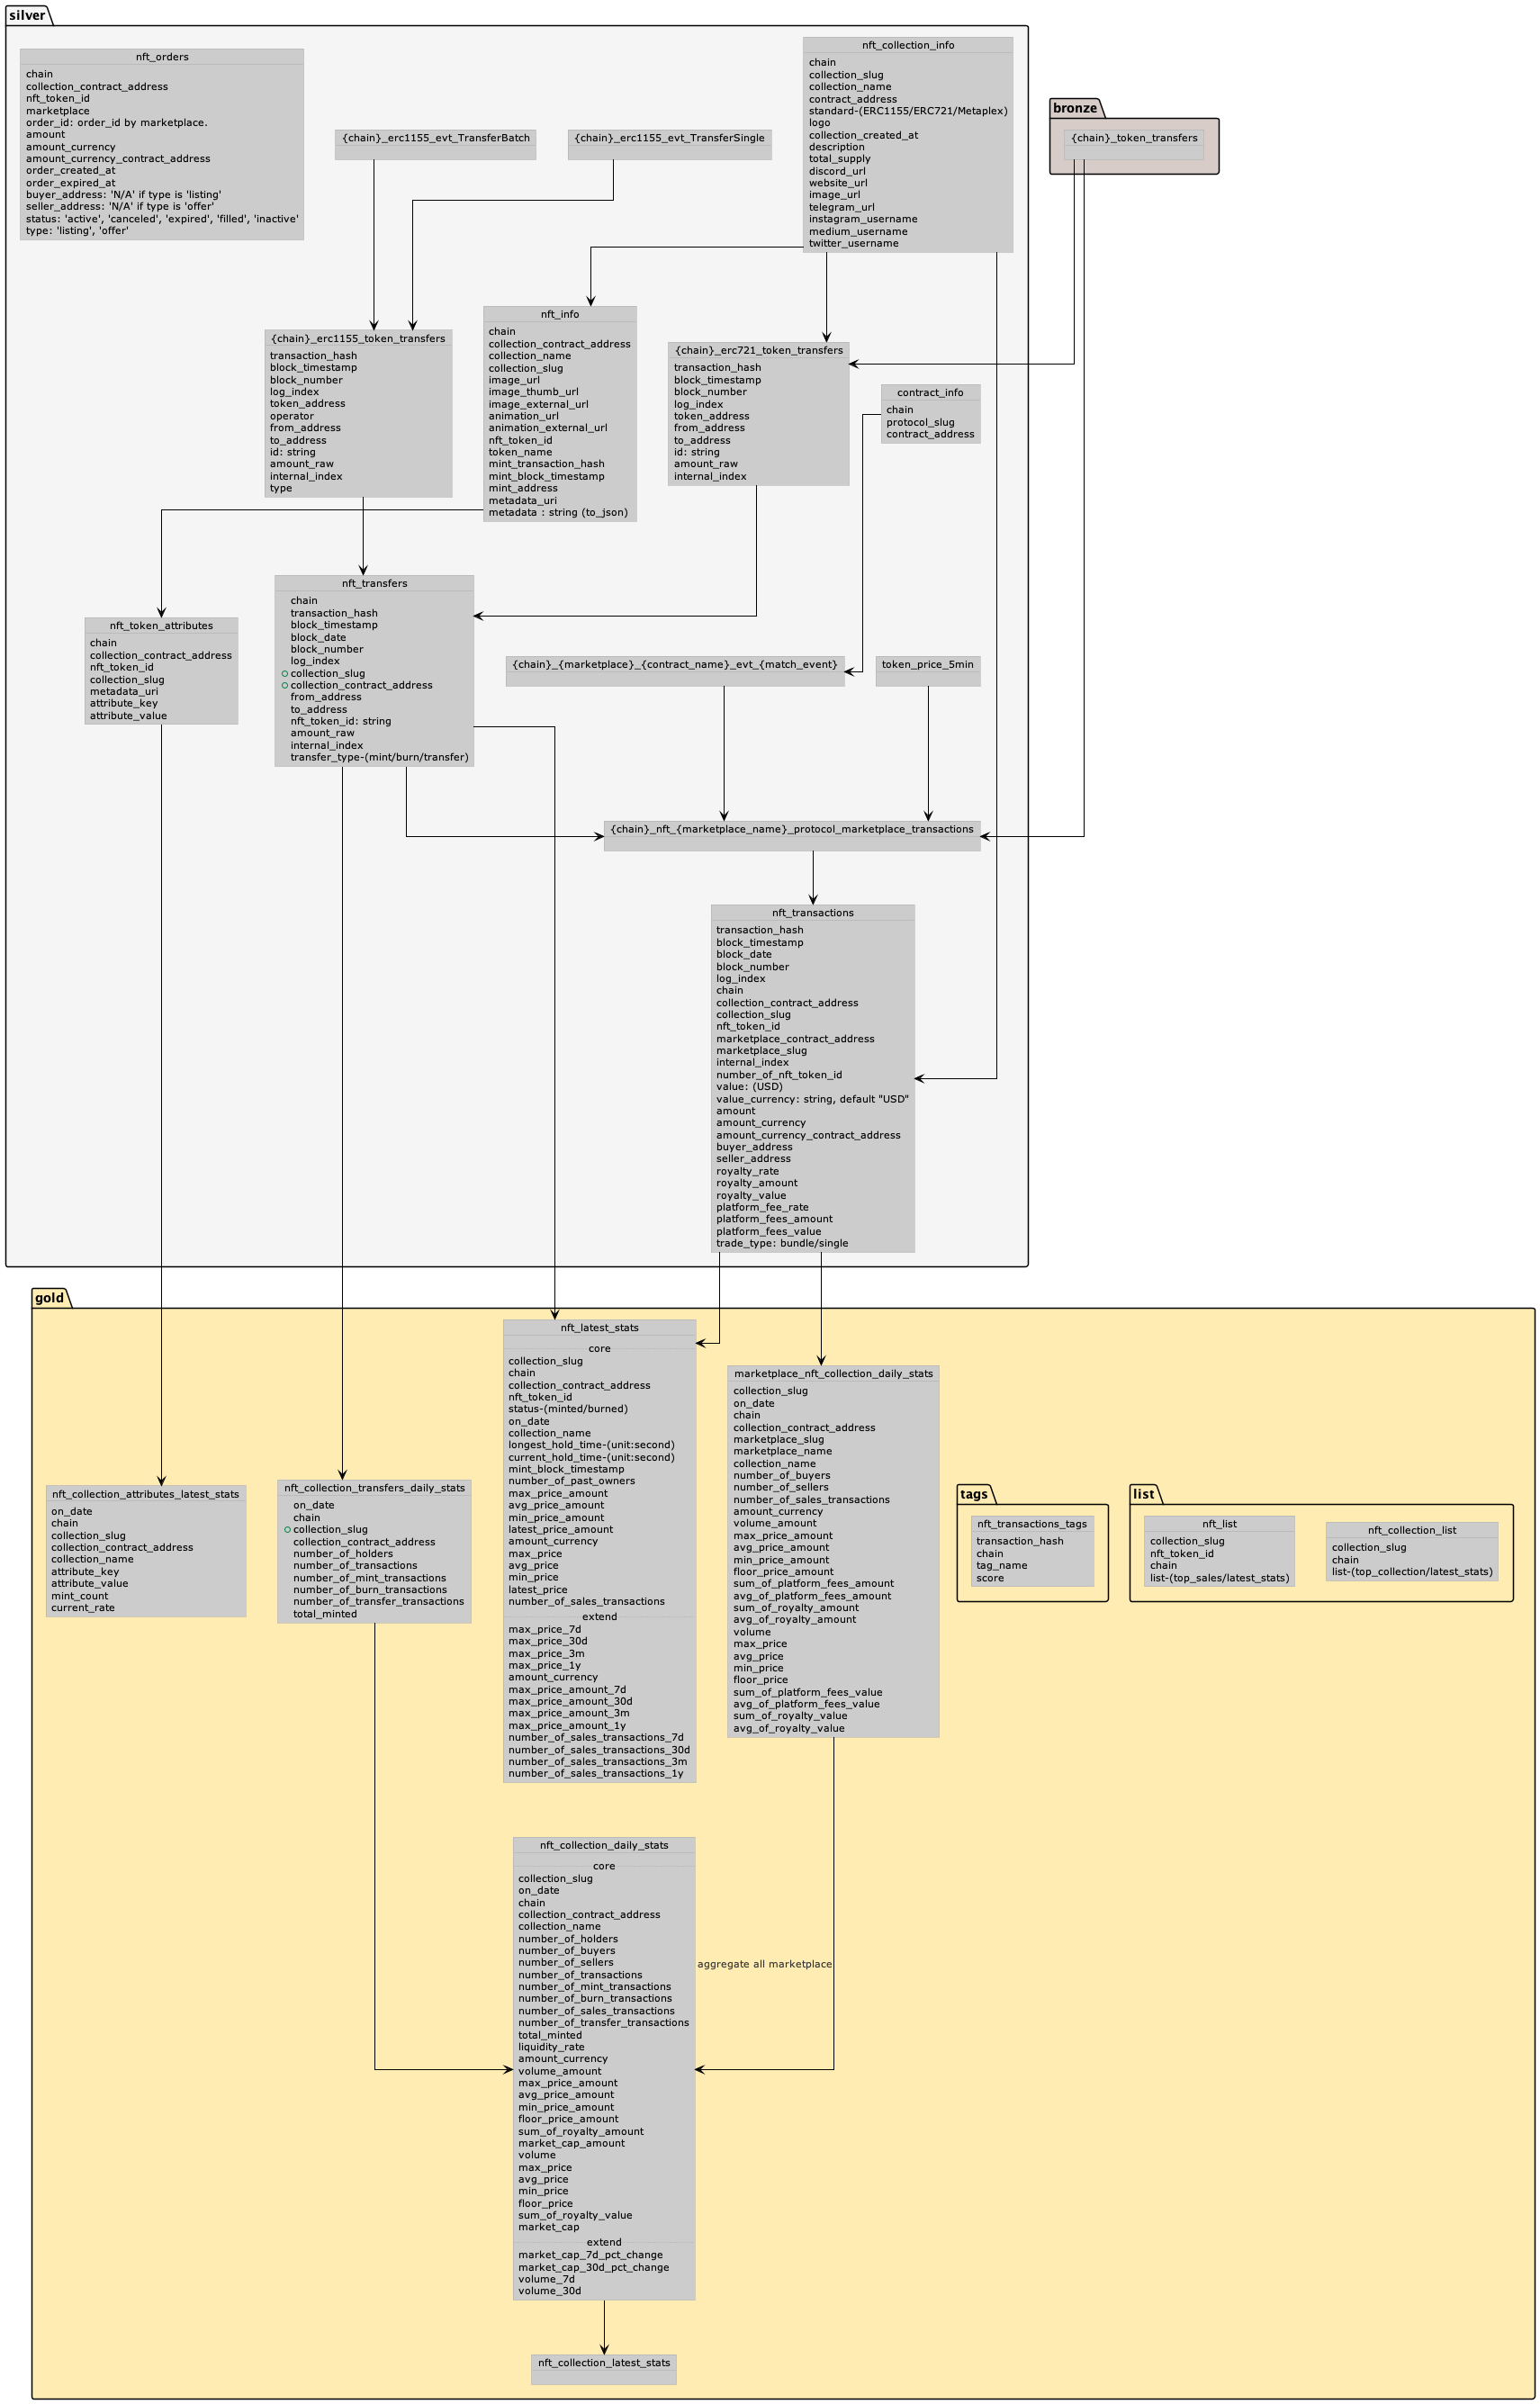 silver
nft_orders
chain
collection_contract_address
nft_token_id
marketplace
order_id: order_id by marketplace.
amount
amount_currency
amount_currency_contract_address
order_created_at
order_expired_at
buyer_address: 'N/A' if type is 'listing'
seller_address: 'N/A' if type is 'offer'
status: 'active', 'canceled', 'expired', 'filled', 'inactive'
type: 'listing', 'offer'
{chain}_erc1155_evt_TransferBatch
{chain}_erc1155_evt_TransferSingle
nft_collection_info
chain
collection_slug
collection_name
contract_address
standard-(ERC1155/ERC721/Metaplex)
logo
collection_created_at
description
total_supply
discord_url
website_url
image_url
telegram_url
instagram_username
medium_username
twitter_username
bronze
{chain}_token_transfers
{chain}_erc1155_token_transfers
transaction_hash
block_timestamp
block_number
log_index
token_address
operator
from_address
to_address
id: string
amount_raw
internal_index
type
nft_info
chain
collection_contract_address
collection_name
collection_slug
image_url
image_thumb_url
image_external_url
animation_url
animation_external_url
nft_token_id
token_name
mint_transaction_hash
mint_block_timestamp
mint_address
metadata_uri
metadata : string (to_json)
{chain}_erc721_token_transfers
transaction_hash
block_timestamp
block_number
log_index
token_address
from_address
to_address
id: string
amount_raw
internal_index
contract_info
chain
protocol_slug
contract_address
nft_token_attributes
chain
collection_contract_address
nft_token_id
collection_slug
metadata_uri
attribute_key
attribute_value
nft_transfers
chain
transaction_hash
block_timestamp
block_date
block_number
log_index
collection_slug
collection_contract_address
from_address
to_address
nft_token_id: string
amount_raw
internal_index
transfer_type-(mint/burn/transfer)
{chain}_{marketplace}_{contract_name}_evt_{match_event}
token_price_5min
{chain}_nft_{marketplace_name}_protocol_marketplace_transactions
nft_transactions
transaction_hash
block_timestamp
block_date
block_number
log_index
chain
collection_contract_address
collection_slug
nft_token_id
marketplace_contract_address
marketplace_slug
internal_index
number_of_nft_token_id
value: (USD)
value_currency: string, default "USD"
amount
amount_currency
amount_currency_contract_address
buyer_address
seller_address
royalty_rate
royalty_amount
royalty_value
platform_fee_rate
platform_fees_amount
platform_fees_value
trade_type: bundle/single
gold
nft_collection_attributes_latest_stats
on_date
chain
collection_slug
collection_contract_address
collection_name
attribute_key
attribute_value
mint_count
current_rate
nft_collection_transfers_daily_stats
on_date
chain
collection_slug
collection_contract_address
number_of_holders
number_of_transactions
number_of_mint_transactions
number_of_burn_transactions
number_of_transfer_transactions
total_minted
nft_latest_stats
core
collection_slug
chain
collection_contract_address
nft_token_id
status-(minted/burned)
on_date
collection_name
longest_hold_time-(unit:second)
current_hold_time-(unit:second)
mint_block_timestamp
number_of_past_owners
max_price_amount
avg_price_amount
min_price_amount
latest_price_amount
amount_currency
max_price
avg_price
min_price
latest_price
number_of_sales_transactions
extend
max_price_7d
max_price_30d
max_price_3m
max_price_1y
amount_currency
max_price_amount_7d
max_price_amount_30d
max_price_amount_3m
max_price_amount_1y
number_of_sales_transactions_7d
number_of_sales_transactions_30d
number_of_sales_transactions_3m
number_of_sales_transactions_1y
marketplace_nft_collection_daily_stats
collection_slug
on_date
chain
collection_contract_address
marketplace_slug
marketplace_name
collection_name
number_of_buyers
number_of_sellers
number_of_sales_transactions
amount_currency
volume_amount
max_price_amount
avg_price_amount
min_price_amount
floor_price_amount
sum_of_platform_fees_amount
avg_of_platform_fees_amount
sum_of_royalty_amount
avg_of_royalty_amount
volume
max_price
avg_price
min_price
floor_price
sum_of_platform_fees_value
avg_of_platform_fees_value
sum_of_royalty_value
avg_of_royalty_value
tags
nft_transactions_tags
transaction_hash
chain
tag_name
score
list
nft_list
collection_slug
nft_token_id
chain
list-(top_sales/latest_stats)
nft_collection_list
collection_slug
chain
list-(top_collection/latest_stats)
nft_collection_daily_stats
core
collection_slug
on_date
chain
collection_contract_address
collection_name
number_of_holders
number_of_buyers
number_of_sellers
number_of_transactions
number_of_mint_transactions
number_of_burn_transactions
number_of_sales_transactions
number_of_transfer_transactions
total_minted
liquidity_rate
amount_currency
volume_amount
max_price_amount
avg_price_amount
min_price_amount
floor_price_amount
sum_of_royalty_amount
market_cap_amount
volume
max_price
avg_price
min_price
floor_price
sum_of_royalty_value
market_cap
extend
market_cap_7d_pct_change
market_cap_30d_pct_change
volume_7d
volume_30d
aggregate all marketplace
nft_collection_latest_stats